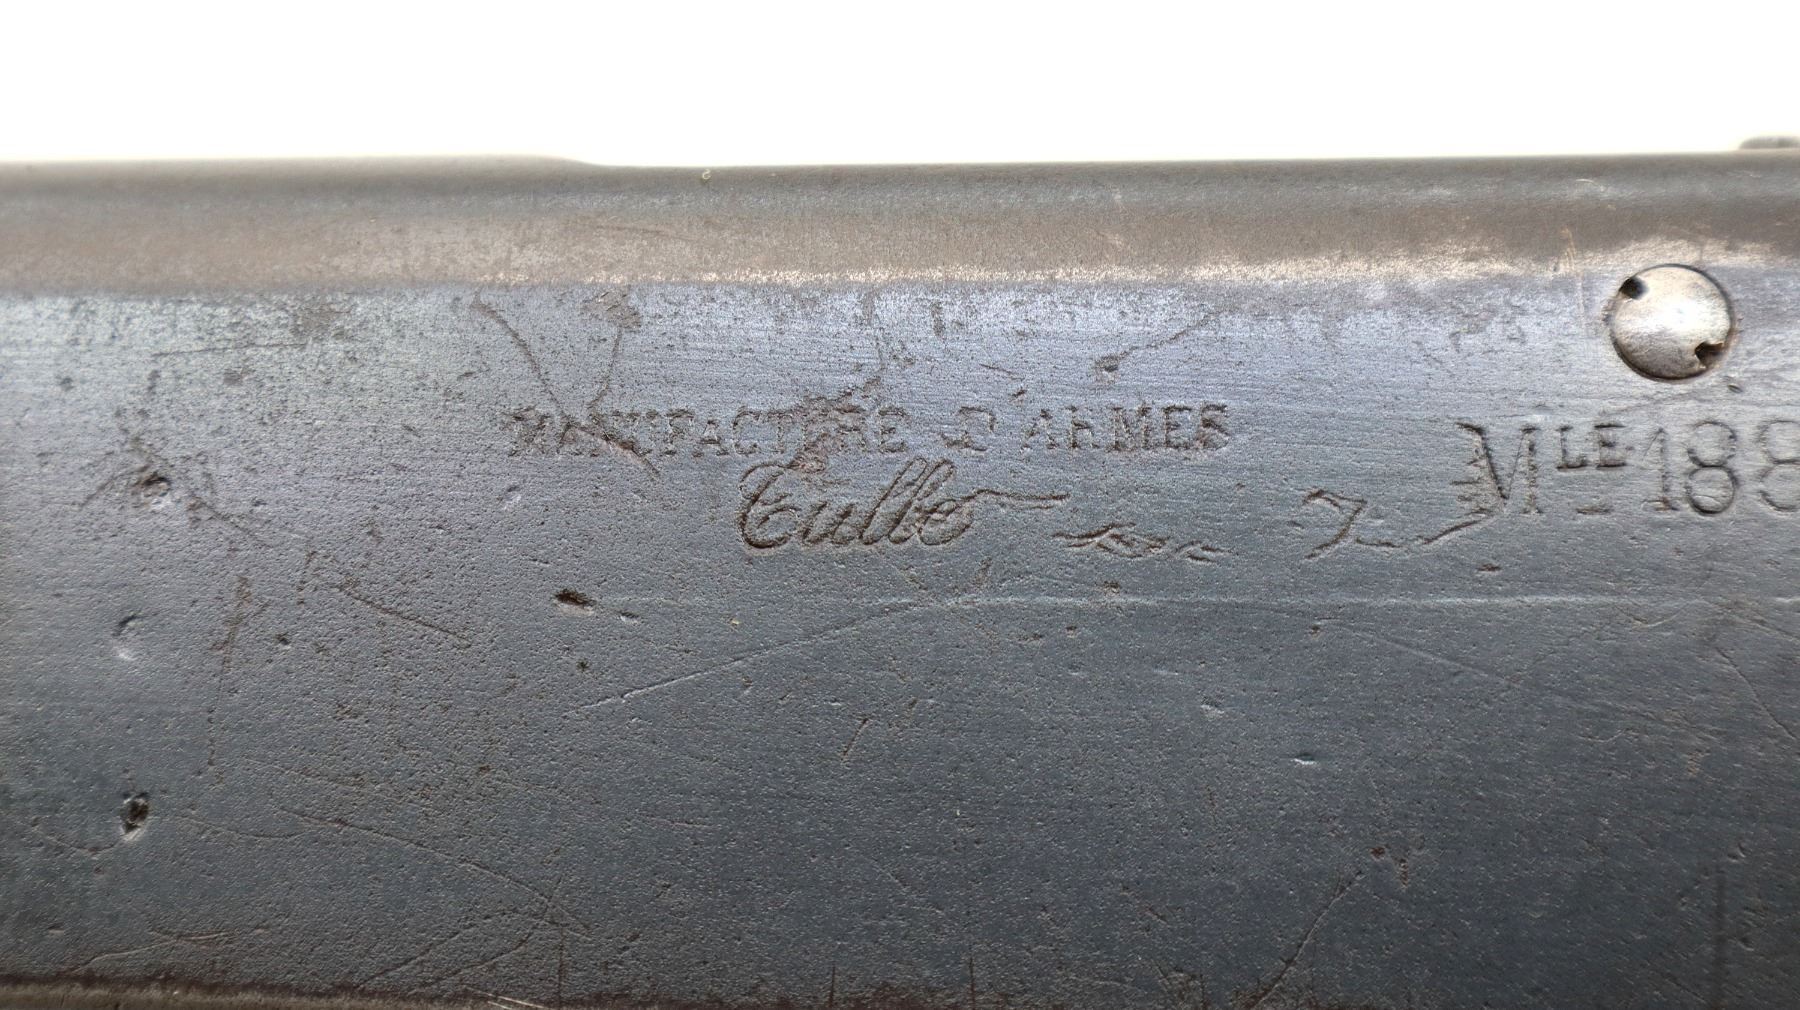 MANUFACTURE D'ARMES
Tulle
MLE 188